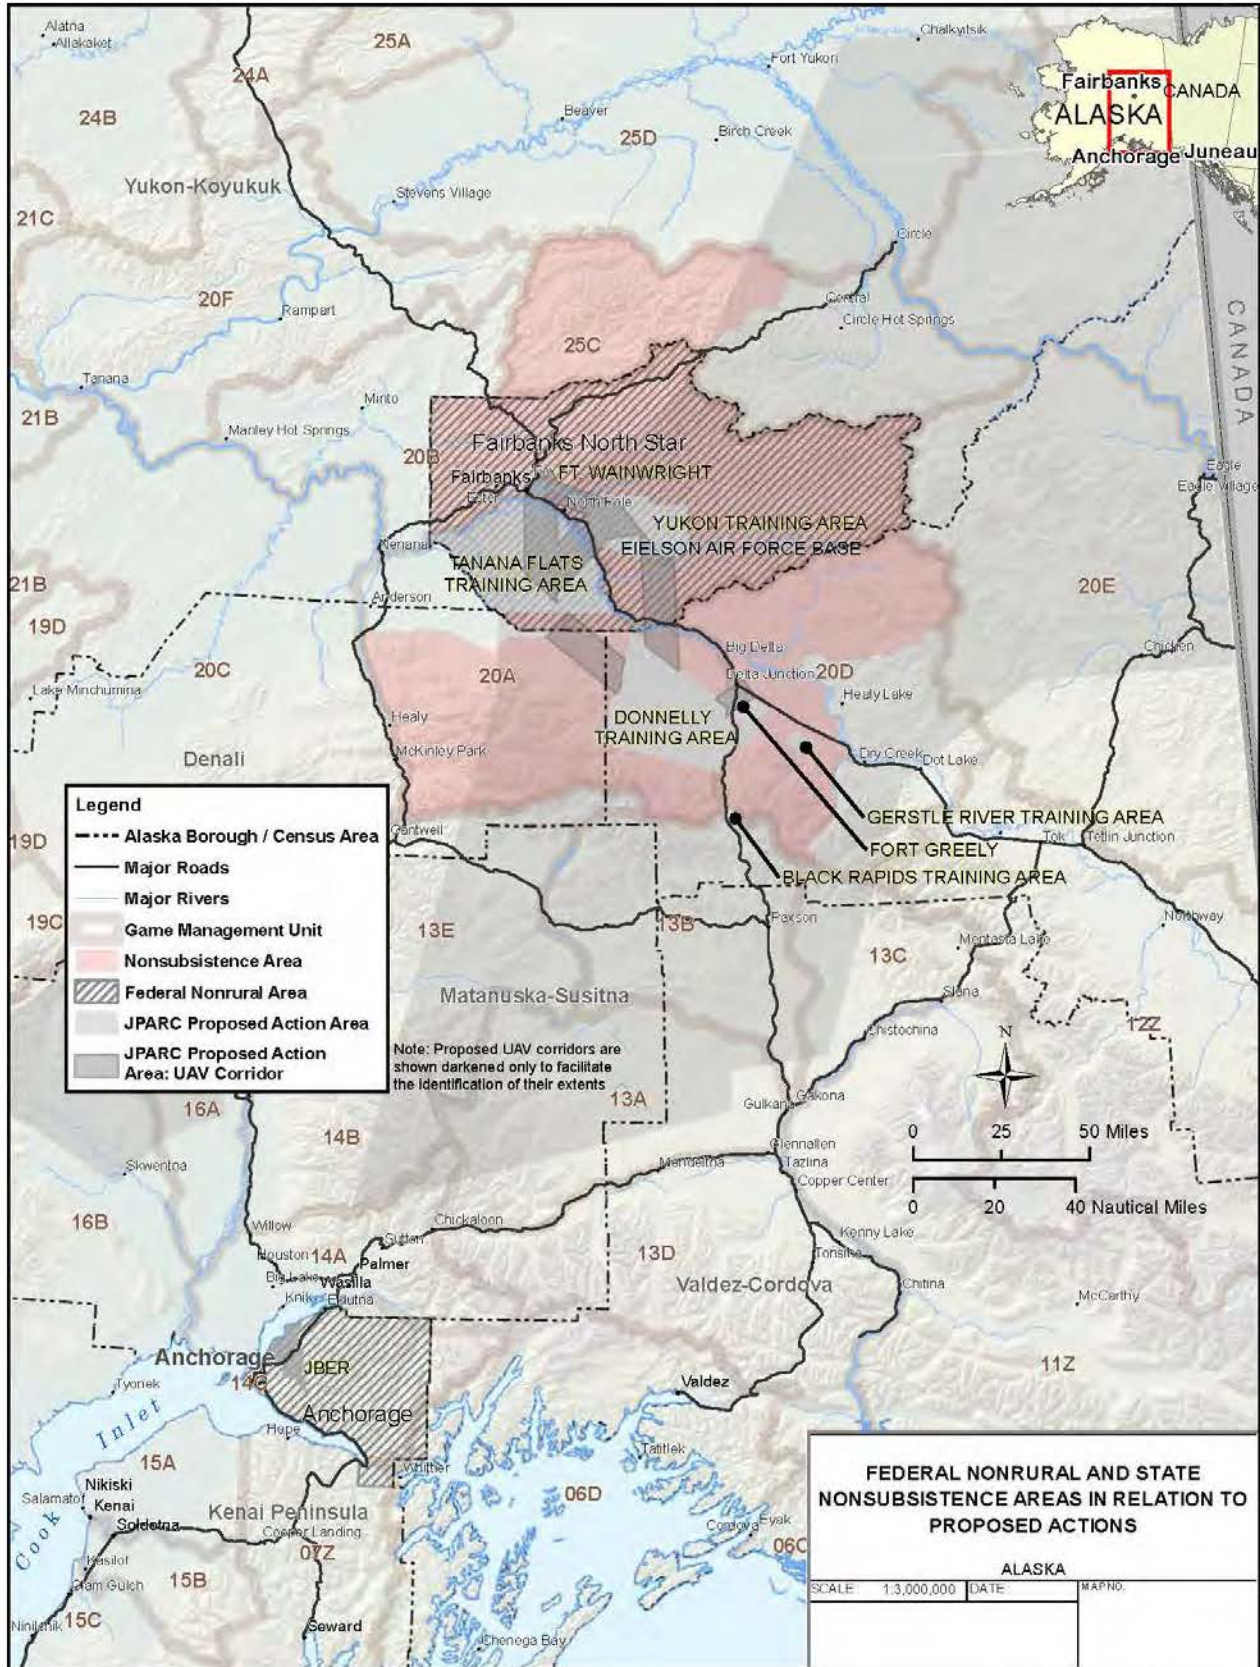 Alatna
Allakaket
25A
Chalkyitsik
24A
Fort Yukon
Fairbanks
CANADA
ALASKA
Anchorage
Juneau
24B
Beaver
25D
Birch Creek
Yukon-Koyukuk
Stevens Village
21C
Circle
20F
Rampart
Central
Circle Hot Springs
CANADA
25C
Tanana
21B
Minto
Manley Hot Springs
20B
Fairbanks North Star
Fairbanks
FT. WAINWRIGHT
Ester
North Pole
Eagle
Eagle Village
YUKON TRAINING AREA
EIELSON AIR FORCE BASE
Nenana
TANANA FLATS
TRAINING AREA
21B
Anderson
20E
19D
20C
20A
Big Delta
Chicken
Delta Junction
20D
Lake Minchumina
Healy Lake
Healy
DONNELLY
TRAINING AREA
McKinley Park
Dry Creek
Dot Lake
Denali
Legend
Alaska Borough / Census Area
Major Roads
Major Rivers
Game Management Unit
Nonsubsistence Area
Federal Nonrural Area
JPARC Proposed Action Area
JPARC Proposed Action
Area: UAV Corridor
Note: Proposed UAV corridors are
shown darkened only to facilitate
the identification of their extents
GERSTLE RIVER TRAINING AREA
19D
Cantwell
Tok
Tetlin Junction
FORT GREELY
BLACK RAPIDS TRAINING AREA
19C
13E
13B
Paxson
Northway
13C
Mentasta Lake
Matanuska-Susitna
Slana
12Z
Chistochina
N
16A
14B
13A
Gulkana
Gakona
0 25 50 Miles
Glennallen
Mendeltna
Tazlina
Skwentna
Copper Center
0 20 40 Nautical Miles
16B
Willow
Chickaloon
Kenny Lake
Houston
14A
Sutton
13D
Tonsina
Palmer
Big Lake
Wasilla
Valdez-Cordova
Chitina
Knik
Eklutna
McCarthy
Anchorage
JBER
14C
11Z
Tyonek
Valdez
Anchorage
Hope
Cook Inlet
15A
Whittier
Tatitlek
Nikiski
Salamatof
Kenai
Kenai Peninsula
06D
Soldotna
Cooper Landing
Cordova
Eyak
07Z
06C
Kasilof
Clam Gulch
15B
15C
Ninilchik
Seward
Chenega Bay
FEDERAL NONRURAL AND STATE
NONSUBSISTENCE AREAS IN RELATION TO
PROPOSED ACTIONS
ALASKA
SCALE 1:3,000,000 DATE MAP NO.